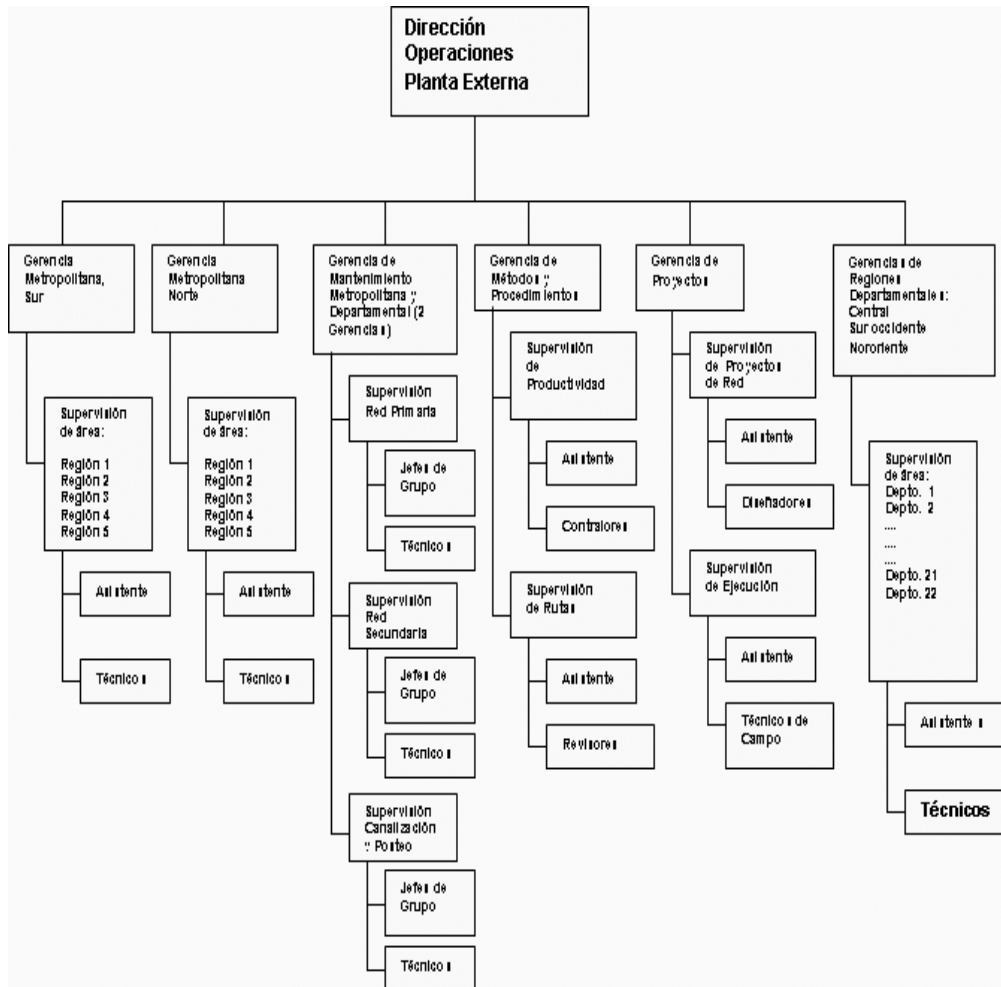 Dirección
Operaciones
Planta Externa
Gerencia
Metropolitana,
Sur
Gerencia
Metropolitana
Norte
Gerencia de
Mantenimiento
Metropolitana y
Departamental (2
Gerencias)
Gerencia de
Métodos y
Procedimientos
Gerencia de
Proyectos
Gerencias de
Regiones
Departamentales:
Central
Sur occidente
Nororiente
Supervisión
de área:
Región 1
Región 2
Región 3
Región 4
Región 5
Asistente
Técnicos
Supervisión
de área:
Región 1
Región 2
Región 3
Región 4
Región 5
Asistente
Técnicos
Supervisión
Red Primaria
Jefes de
Grupo
Técnicos
Supervisión
Red
Secundaria
Jefes de
Grupo
Técnicos
Supervisión
Canalización
y Posteo
Jefes de
Grupo
Técnicos
Supervisión
de
Productividad
Asistente
Contralores
Supervisión
de Rutas
Asistente
Revisores
Supervisión
de Proyectos
de Red
Asistente
Diseñadores
Supervisión
de Ejecución
Asistente
Técnicos de
Campo
Supervisión
de área:
Depto. 1
Depto. 2
....
....
....
Depto. 21
Depto. 22
Asistentes
Técnicos